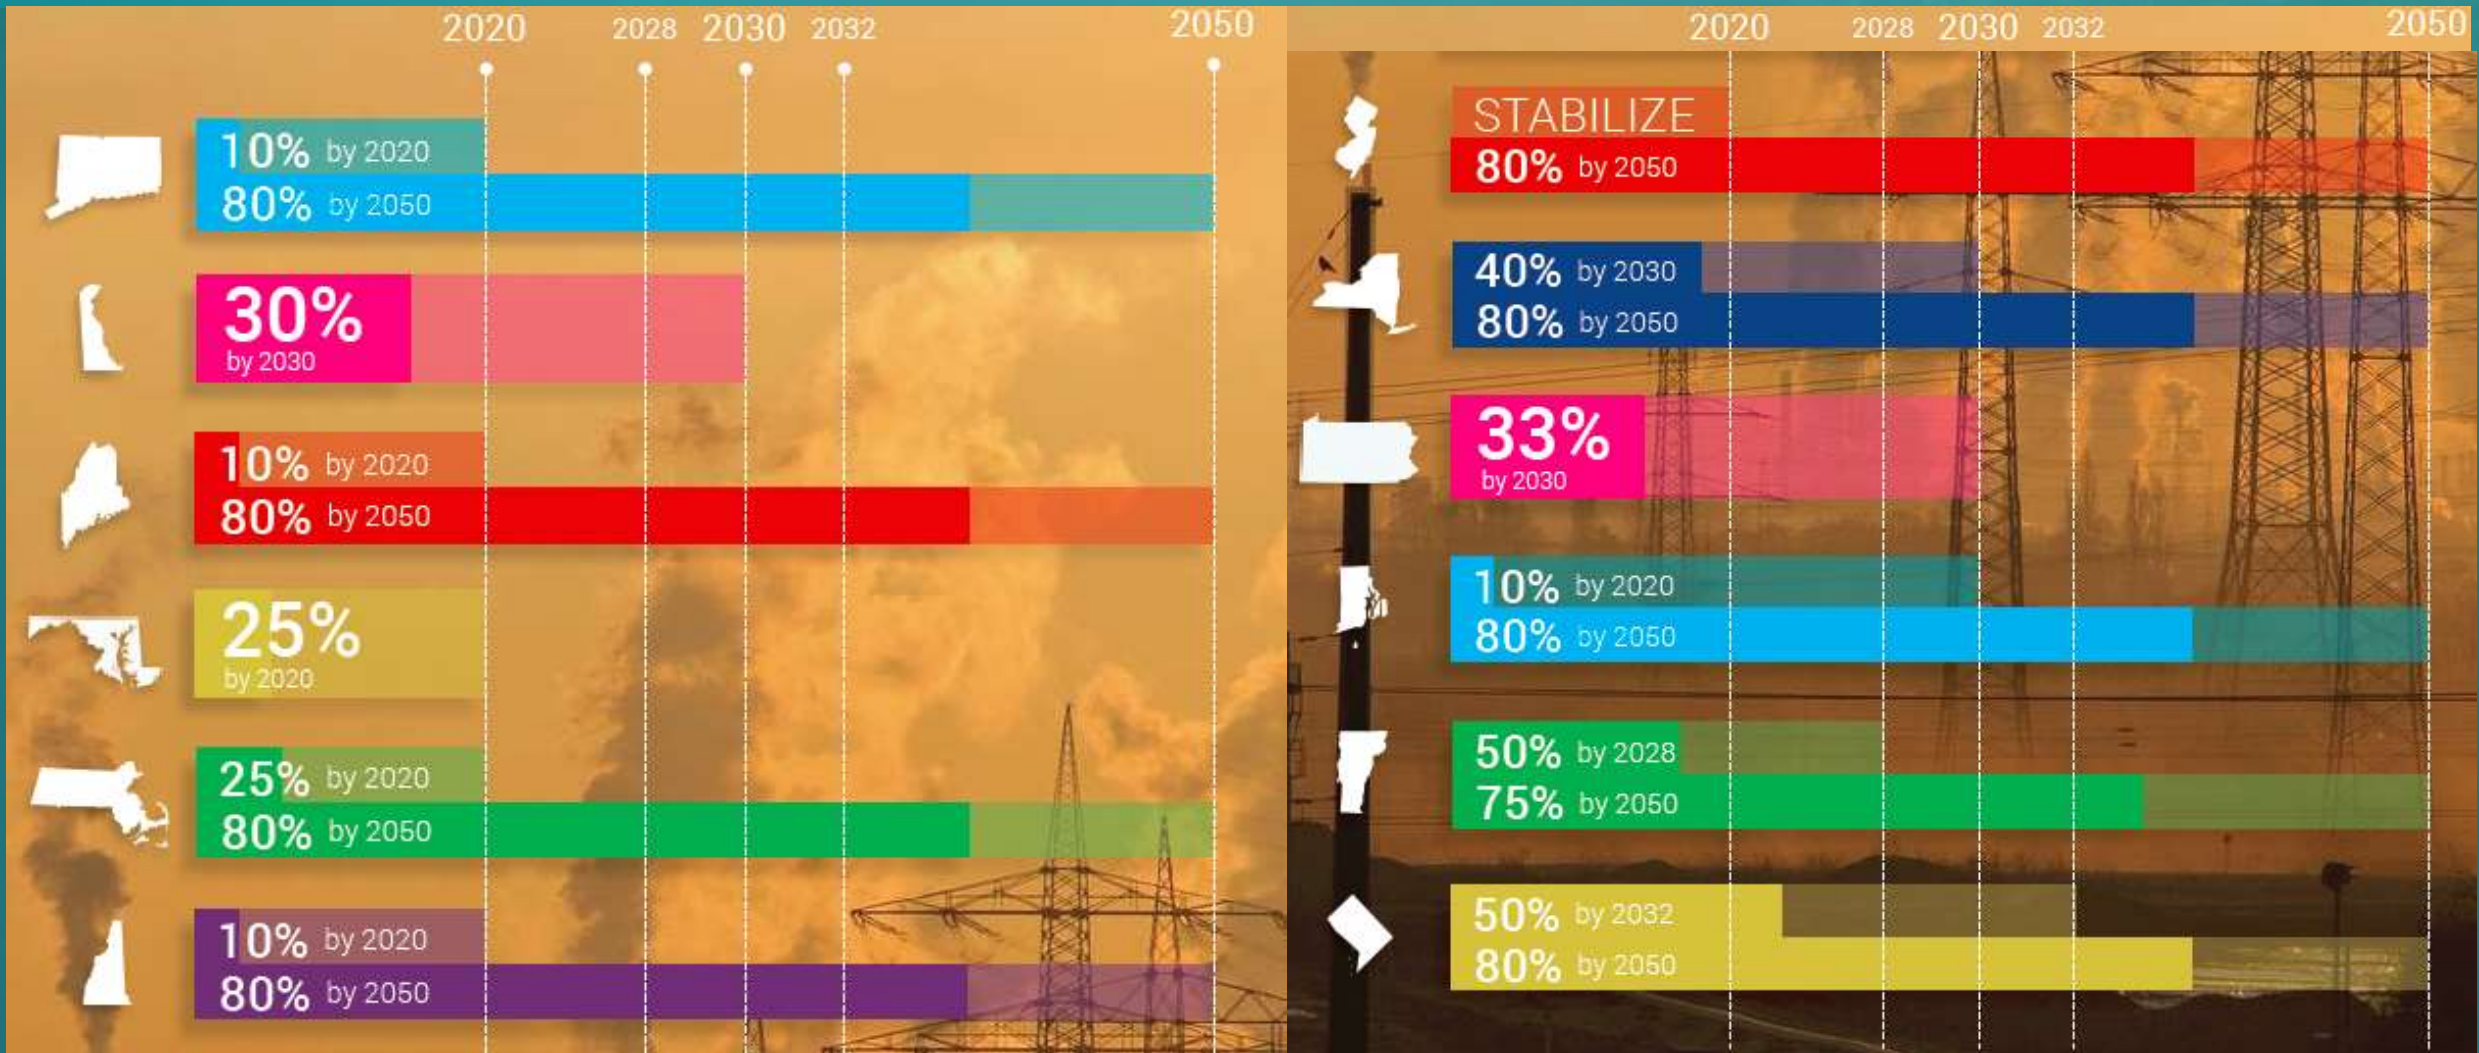 2020 2028 2030 2032 2050
10% by 2020
80% by 2050
30%
by 2030
10% by 2020
80% by 2050
25%
by 2020
25% by 2020
80% by 2050
10% by 2020
80% by 2050
2020 2028 2030 2032 2050
STABILIZE
80% by 2050
40% by 2030
80% by 2050
33%
by 2030
10% by 2020
80% by 2050
50% by 2028
75% by 2050
50% by 2032
80% by 2050